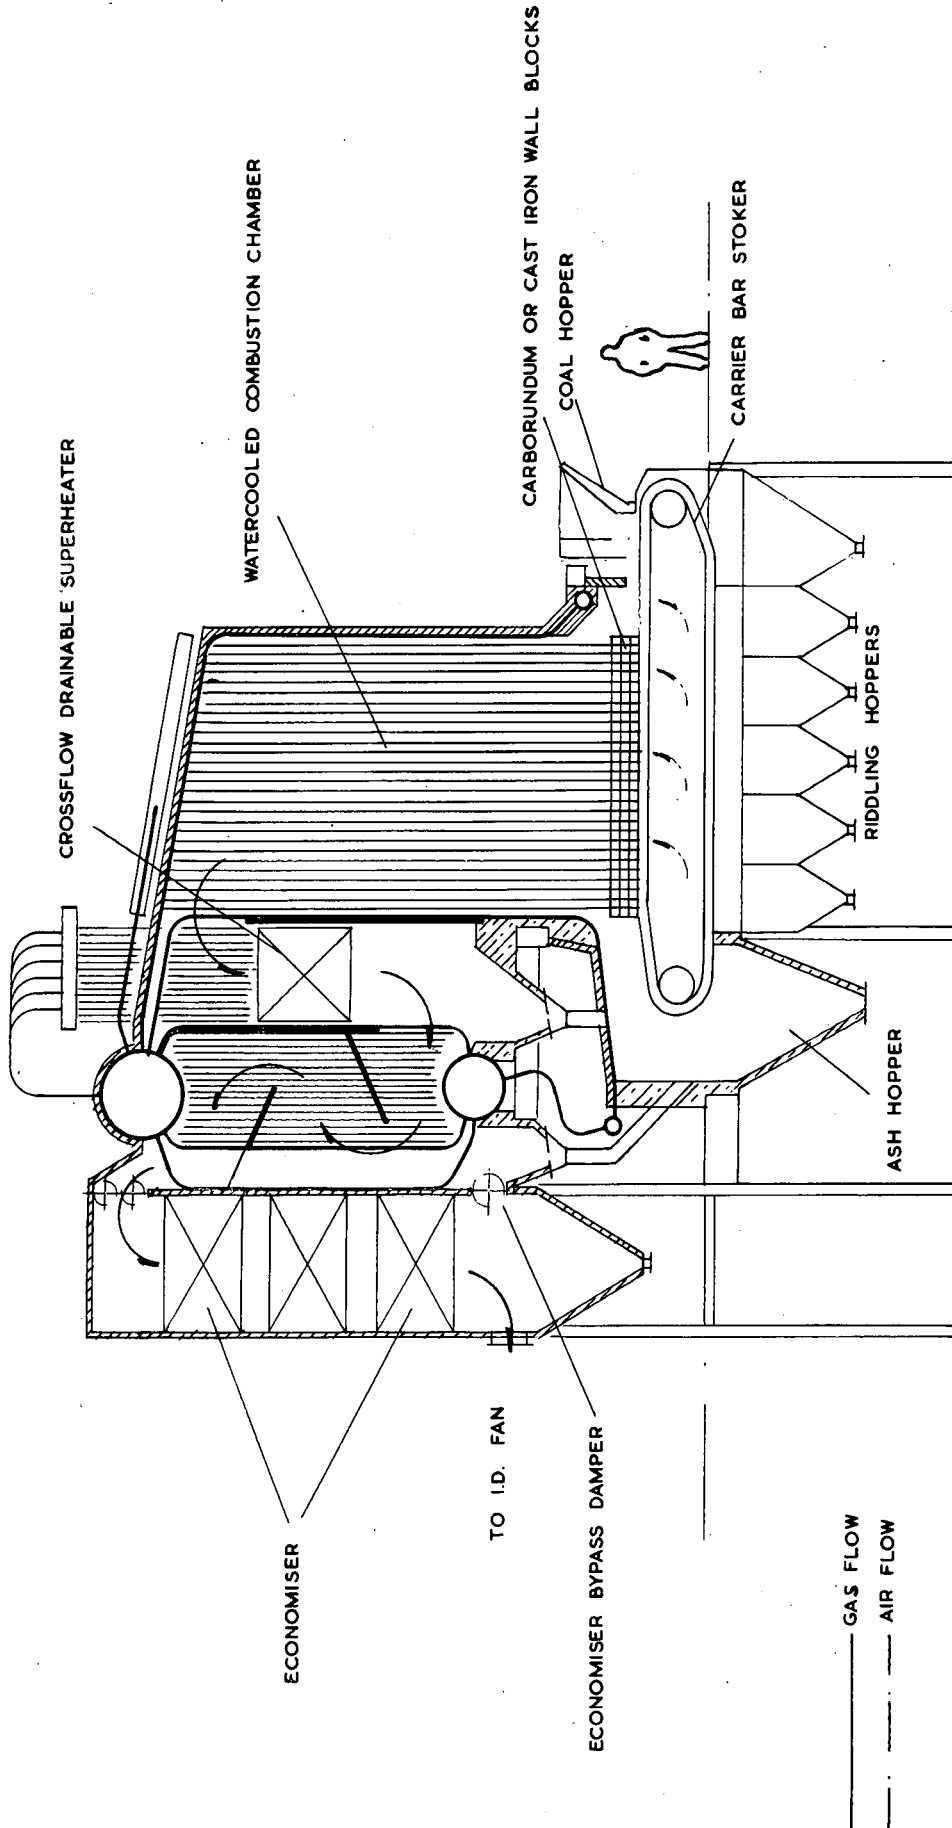 CROSSFLOW DRAINABLE SUPERHEATER
WATERCOOLED COMBUSTION CHAMBER
CARBORUNDUM OR CAST IRON WALL BLOCKS
COAL HOPPER
CARRIER BAR STOKER
RIDDLING HOPPERS
ASH HOPPER
ECONOMISER
TO I.D. FAN
ECONOMISER BYPASS DAMPER
GAS FLOW
AIR FLOW